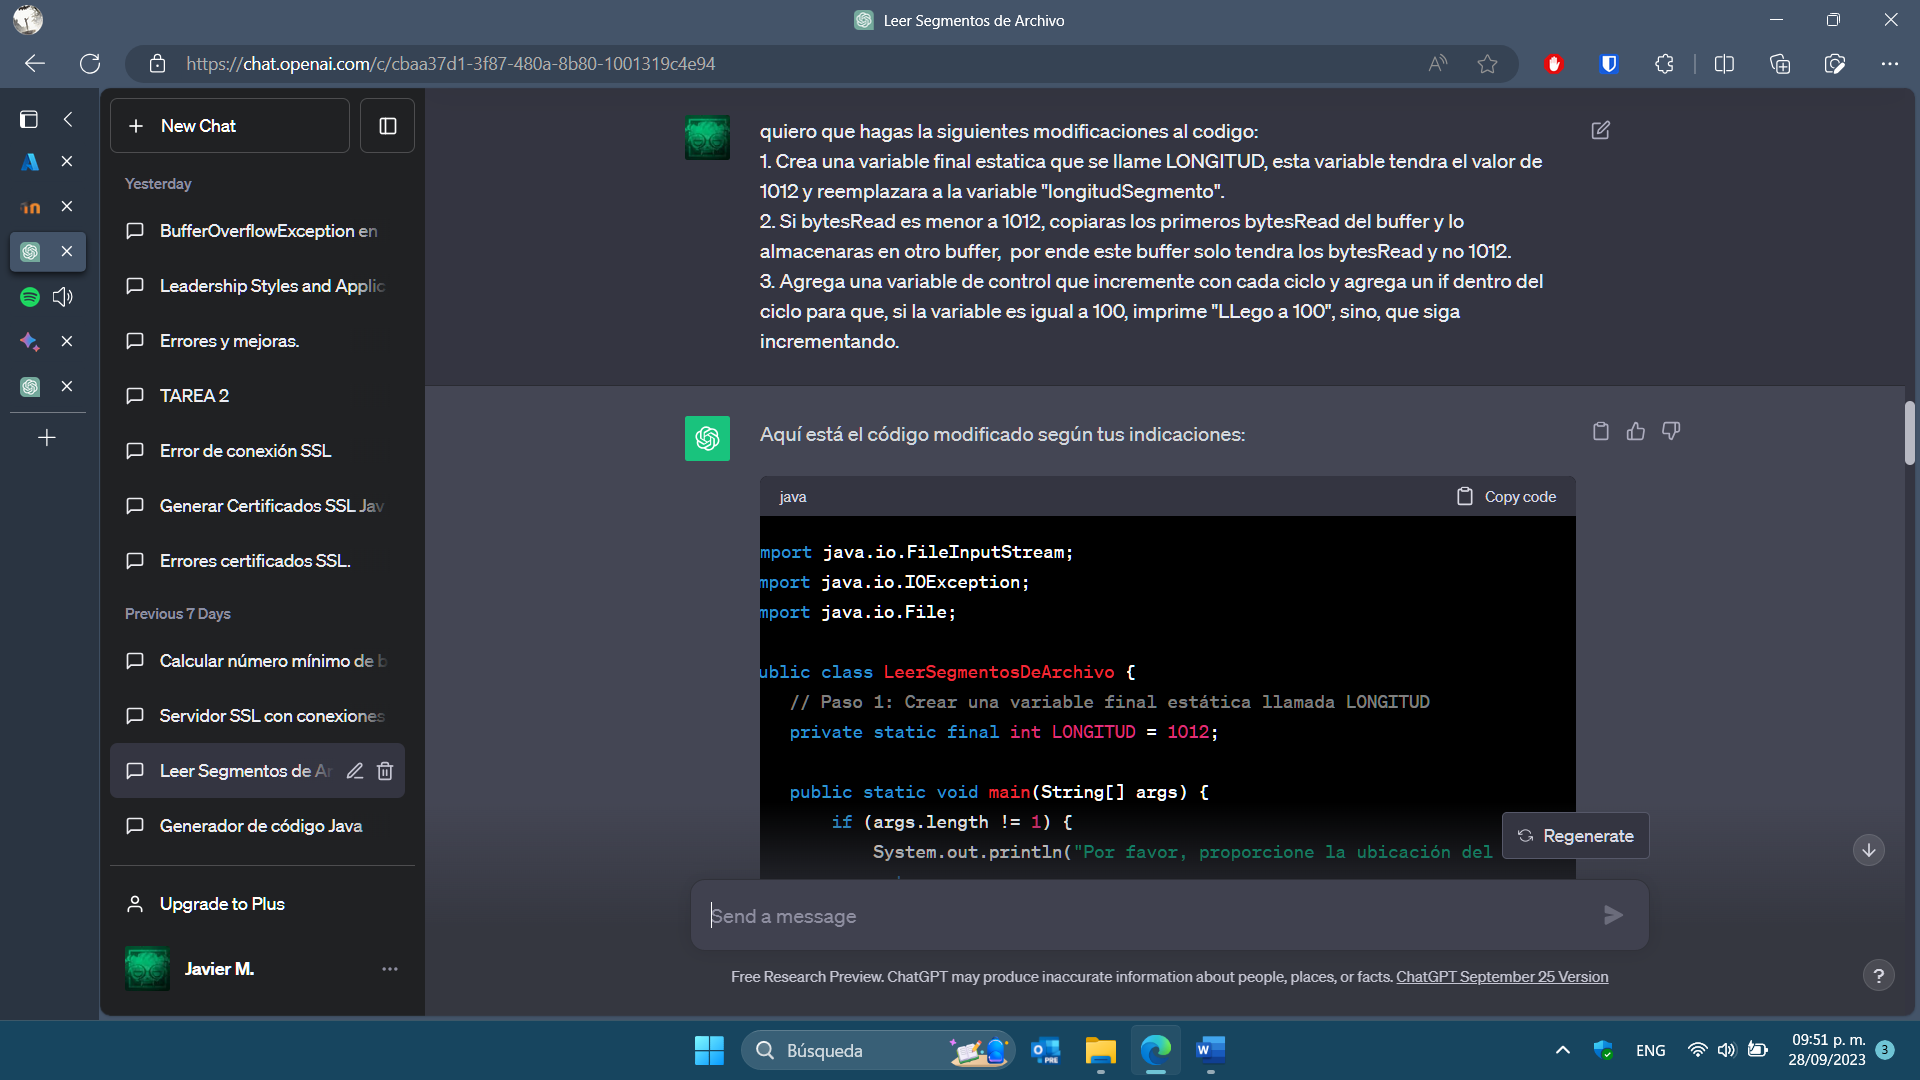 Leer Segmentos de Archivo
https://chat.openai.com/c/cbaa37d1-3f87-480a-8b80-1001319c4e94
New Chat
Yesterday
BufferOverflowException en
Leadership Styles and Applic
Errores y mejoras.
TAREA 2
Error de conexión SSL
Generar Certificados SSL Jav
Errores certificados SSL.
Previous 7 Days
Calcular número mínimo de b
Servidor SSL con conexiones
Leer Segmentos de Ar
Generador de código Java
Upgrade to Plus
Javier M.
quiero que hagas la siguientes modificaciones al codigo:
1. Crea una variable final estatica que se llame LONGITUD, esta variable tendra el valor de
1012 y reemplazara a la variable "longitudSegmento".
2. Si bytesRead es menor a 1012, copiaras los primeros bytesRead del buffer y lo
almacenaras en otro buffer,  por ende este buffer solo tendra los bytesRead y no 1012.
3. Agrega una variable de control que incremente con cada ciclo y agrega un if dentro del
ciclo para que, si la variable es igual a 100, imprime "LLego a 100", sino, que siga
incrementando.
Aquí está el código modificado según tus indicaciones:
java
Copy code
mport java.io.FileInputStream;
mport java.io.IOException;
mport java.io.File;
ublic class LeerSegmentosDeArchivo {
// Paso 1: Crear una variable final estática llamada LONGITUD
private static final int LONGITUD = 1012;
public static void main(String[] args) {
if (args.length != 1) {
System.out.println("Por favor, proporcione la ubicación del
Regenerate
Send a message
Free Research Preview. ChatGPT may produce inaccurate information about people, places, or facts. ChatGPT September 25 Version
?
Búsqueda
ENG
09:51 p. m.
28/09/2023
3